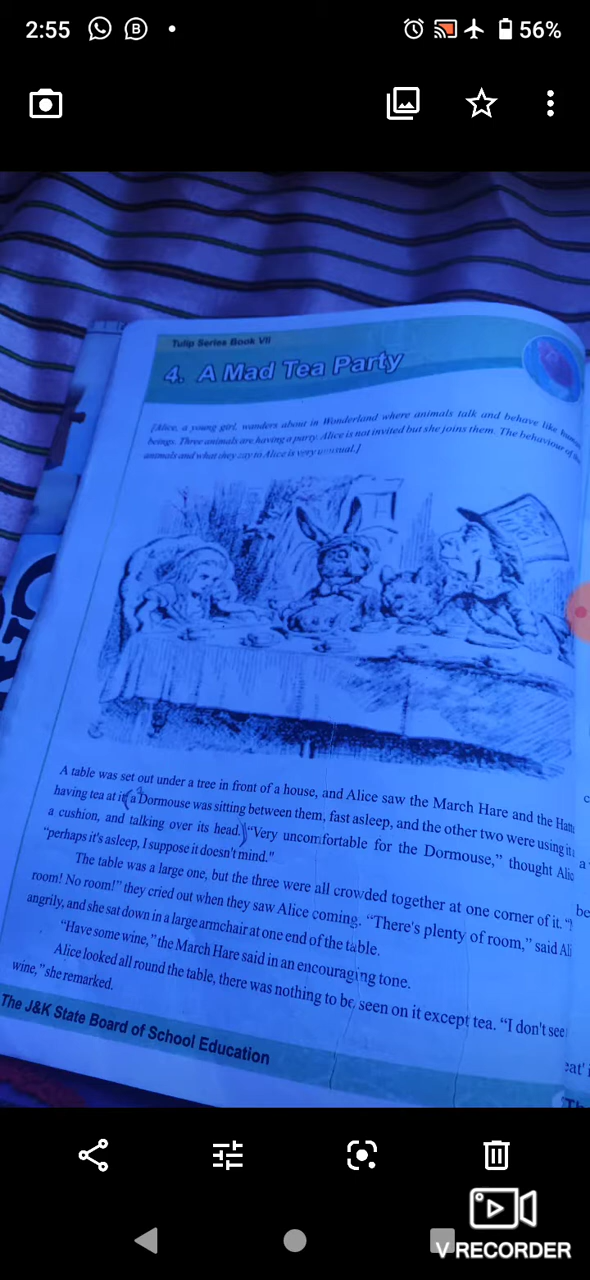 2:55
B
56%
Tulip Series Book VII
4. A Mad Tea Party
[Alice, a young girl, wanders about in Wonderland where animals talk and behave like
beings. Three animals are having a party. Alice is not invited but she joins them. The behaviour of
animals and what they say to Alice is very unusual.]
A table was set out under a tree in front of a house, and Alice saw the March Hare and the
having tea at it (a Dormouse was sitting between them, fast asleep, and the other two were using it
a cushion, and talking over its head.) “Very uncomfortable for the Dormouse,” thought
“perhaps it's asleep, I suppose it doesn't mind."
The table was a large one, but the three were all crowded together at one corner of it.
room! No room!” they cried out when they saw Alice coming. “There's plenty of room,” said
angrily, and she sat down in a large armchair at one end of the table.
“Have some wine,” the March Hare said in an encouraging tone.
Alice looked all round the table, there was nothing to be seen on it except tea. “I don't see
wine,” she remarked.
The J&K State Board of School Education
V RECORDER